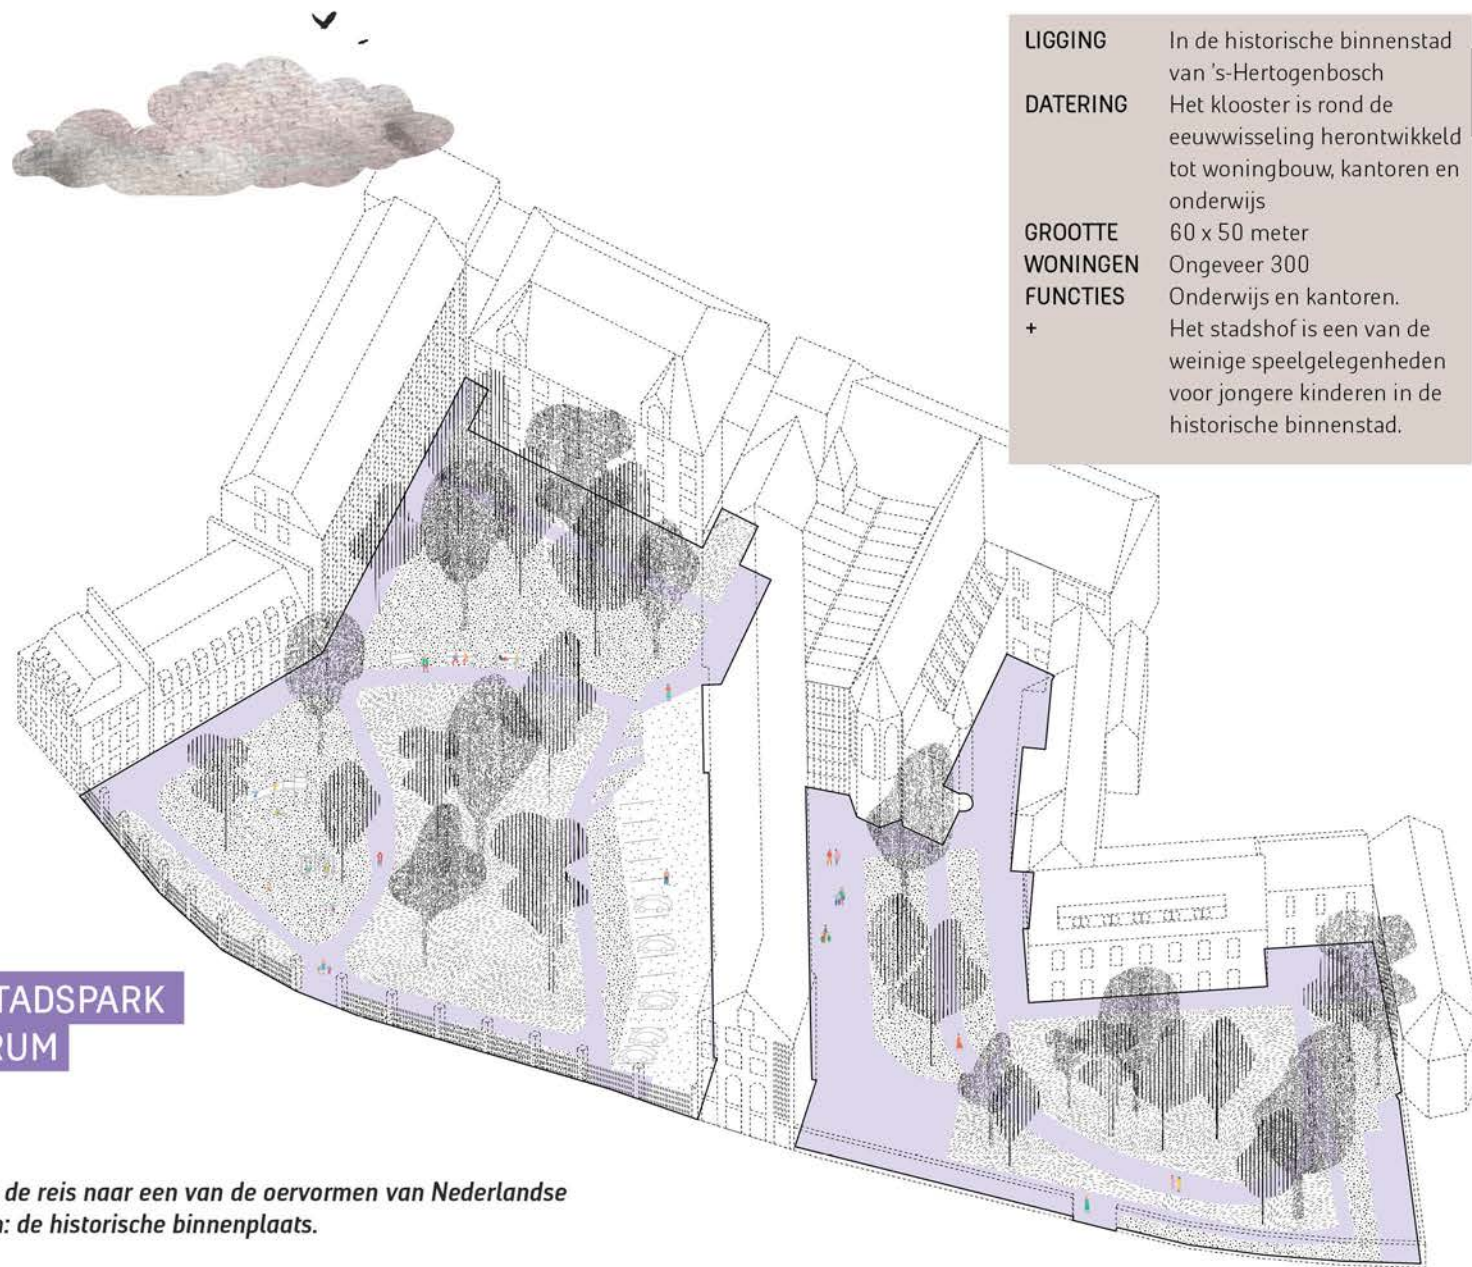 LIGGING In de historische binnenstad
van 's-Hertogenbosch
DATERING Het klooster is rond de
eeuwwisseling herontwikkeld
tot woningbouw, kantoren en
onderwijs
GROOTTE 60 x 50 meter
WONINGEN Ongeveer 300
FUNCTIES Onderwijs en kantoren.
+ Het stadshof is een van de
weinige speelgelegenheden
voor jongere kinderen in de
historische binnenstad.
TADSPARK
RUM
de reis naar een van de oervormen van Nederlandse
: de historische binnenplaats.